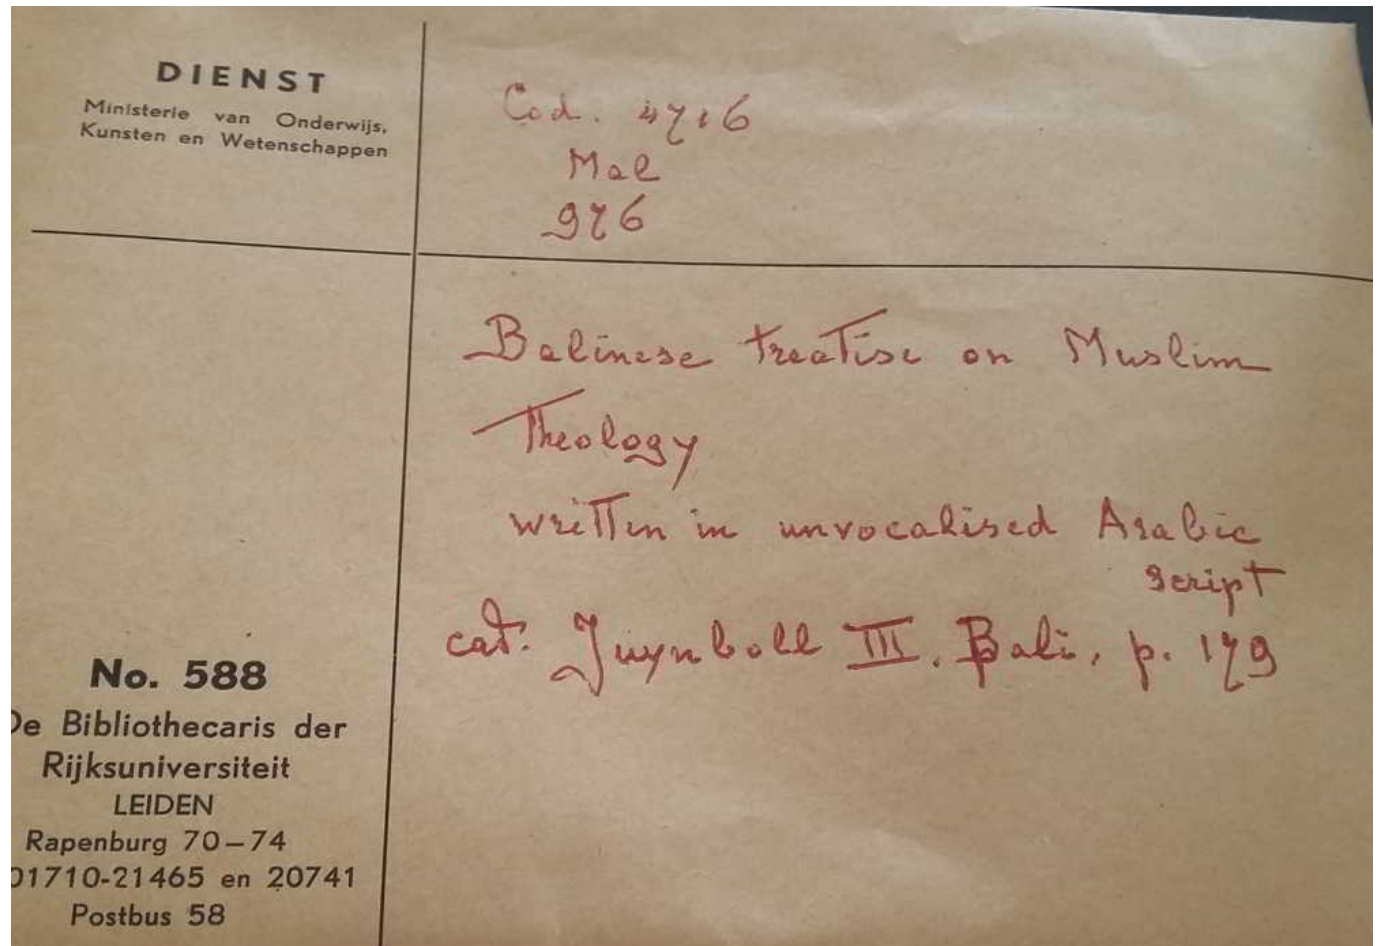 DIENST
Ministerie van Onderwijs,
Kunsten en Wetenschappen
Cod. 4716
Mal
976
Balinese treatise on Muslim
Theology
written in unvocalised Arabic
script
cat. Juynboll III. Bali, p. 179
No. 588
De Bibliothecaris der
Rijksuniversiteit
LEIDEN
Rapenburg 70-74
01710-21465 en 20741
Postbus 58